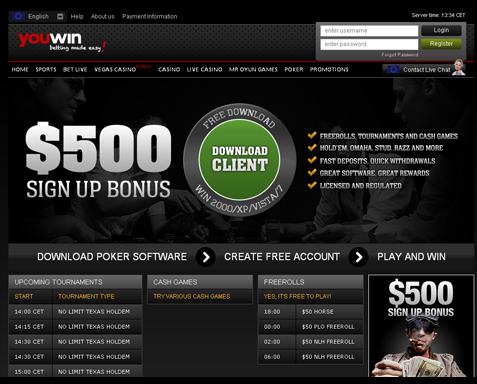 English Help About us Payment Information
Server time: 13:34 CET
youwin
betting made easy!
enter username Login
enter password Register
Forgot Password
HOME SPORTS BET LIVE VEGAS CASINO CASINO LIVE CASINO MR OYUN GAMES POKER PROMOTIONS
Contact Live Chat
$500
SIGN UP BONUS
FREE DOWNLOAD
DOWNLOAD
CLIENT
WIN 2000/XP/VISTA/7
FREEROLLS, TOURNAMENTS AND CASH GAMES
HOLD'EM, OMAHA, STUD, RAZZ AND MORE
FAST DEPOSITS, QUICK WITHDRAWALS
GREAT SOFTWARE, GREAT REWARDS
LICENSED AND REGULATED
DOWNLOAD POKER SOFTWARE CREATE FREE ACCOUNT PLAY AND WIN
UPCOMING TOURNAMENTS
START TOURNAMENT TYPE
14:00 CET NO LIMIT TEXAS HOLDEM
14:15 CET NO LIMIT TEXAS HOLDEM
14:30 CET NO LIMIT TEXAS HOLDEM
14:30 CET NO LIMIT TEXAS HOLDEM
15:00 CET NO LIMIT TEXAS HOLDEM
CASH GAMES
TRY VARIOUS CASH GAMES
FREEROLLS
YES, IT'S FREE TO PLAY!
18:00 $50 HORSE
00:00 $50 PLO FREEROLL
02:00 $50 NLH FREEROLL
06:00 $50 NLH FREEROLL
$500
SIGN UP BONUS